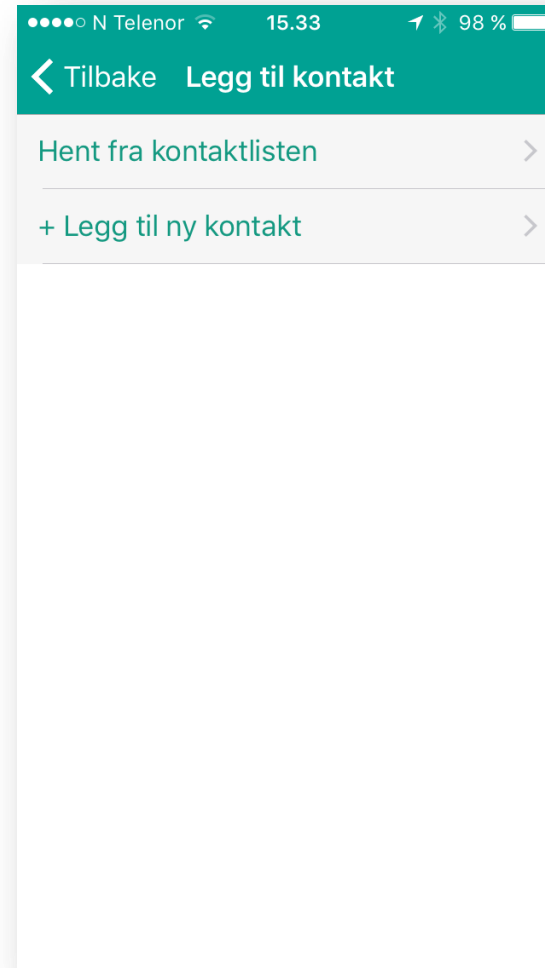 N Telenor 15.33 98 %
Tilbake Legg til kontakt
Hent fra kontaktlisten
+ Legg til ny kontakt